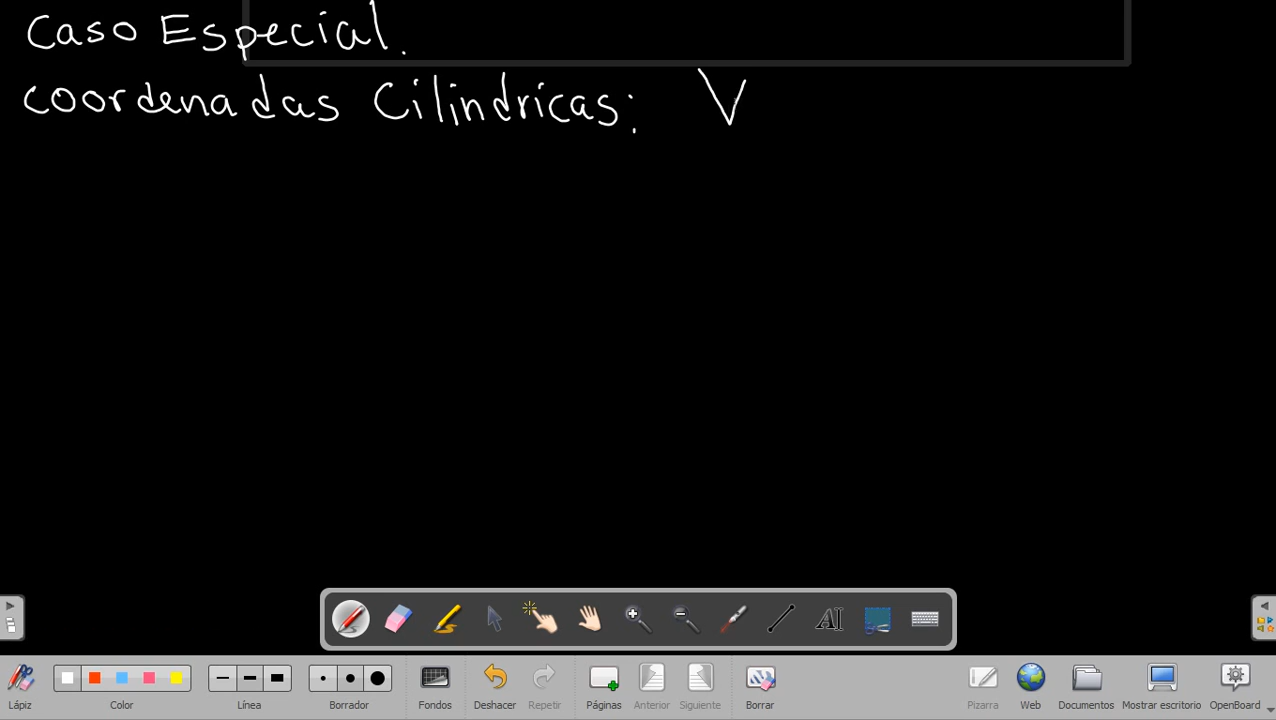 Caso Especial.
coordenadas Cilindricas: V
Lápiz Color Línea Borrador Fondos Deshacer Repetir Páginas Anterior Siguiente Borrar Pizarra Web Documentos Mostrar escritorio OpenBoard